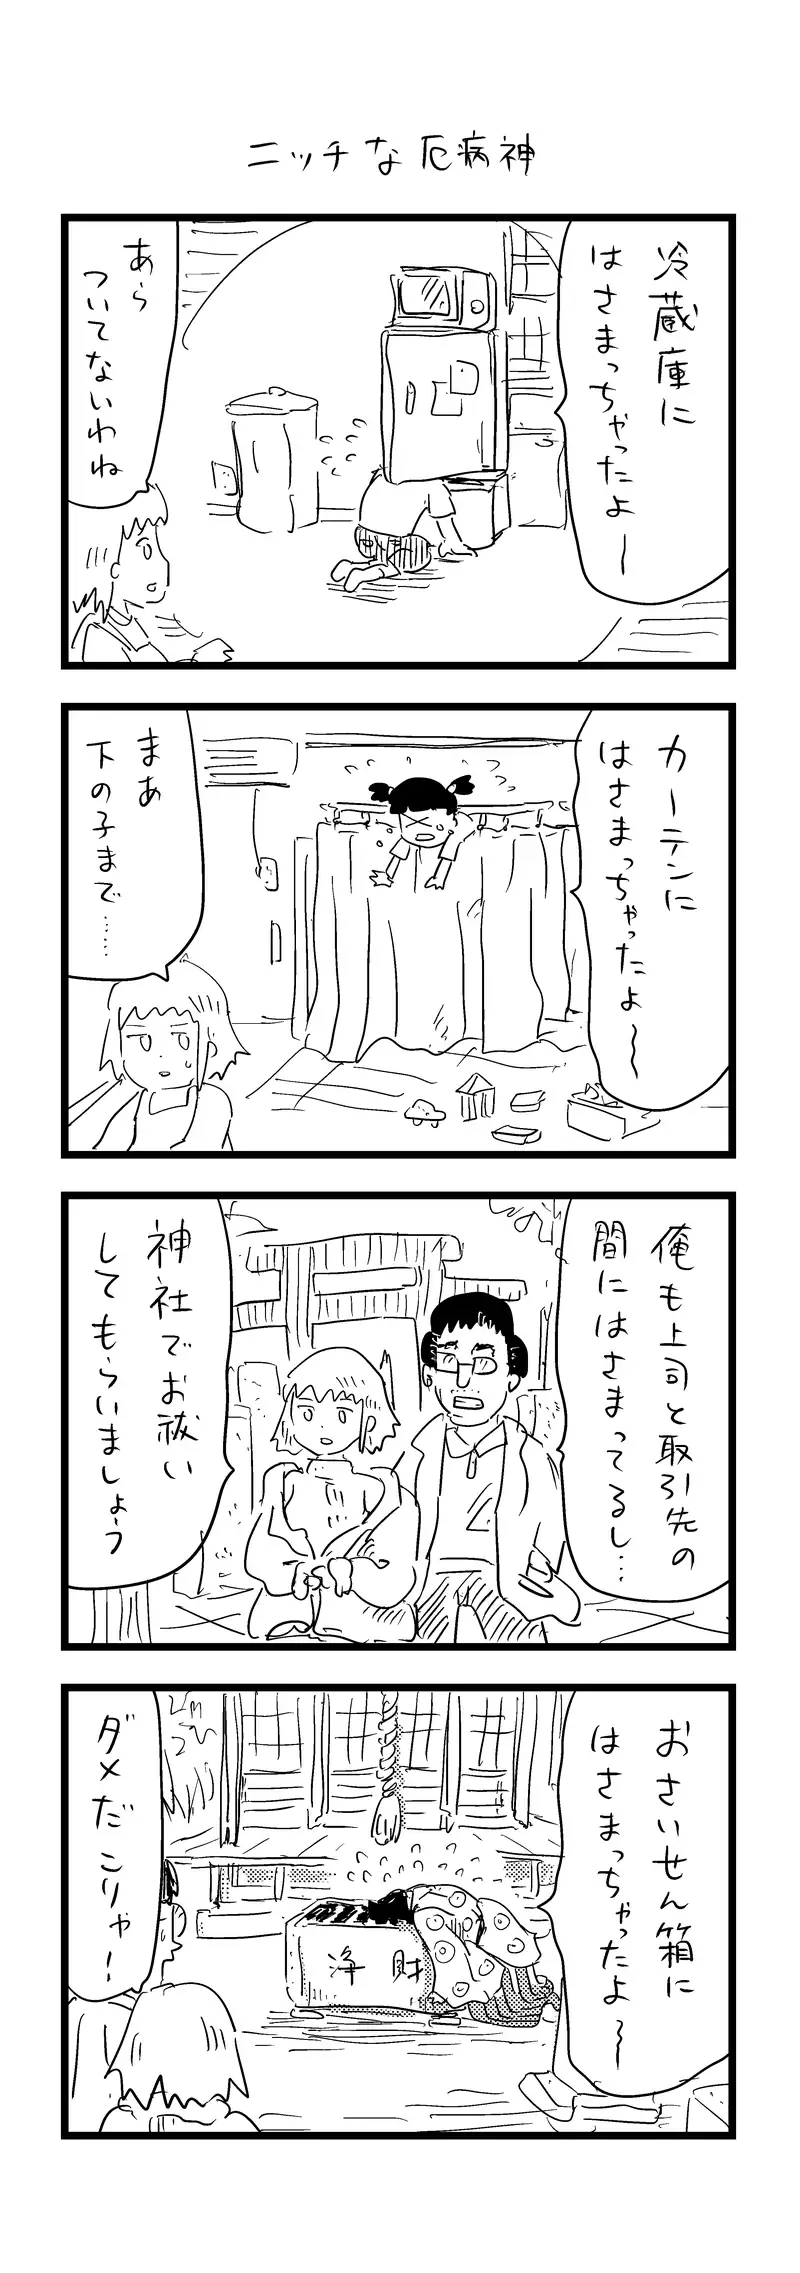 ニッチな厄病神
冷蔵庫に
はさまっちゃったよ〜
あら
ついてないわね
カーテンに
はさまっちゃったよ〜
まあ
下の子まで……
俺も上司と取引先の
間にはさまってるし…
神社でお祓い
してもらいましょう
おさいせん箱に
はさまっちゃったよ〜
浄財
ダメだこりゃ!